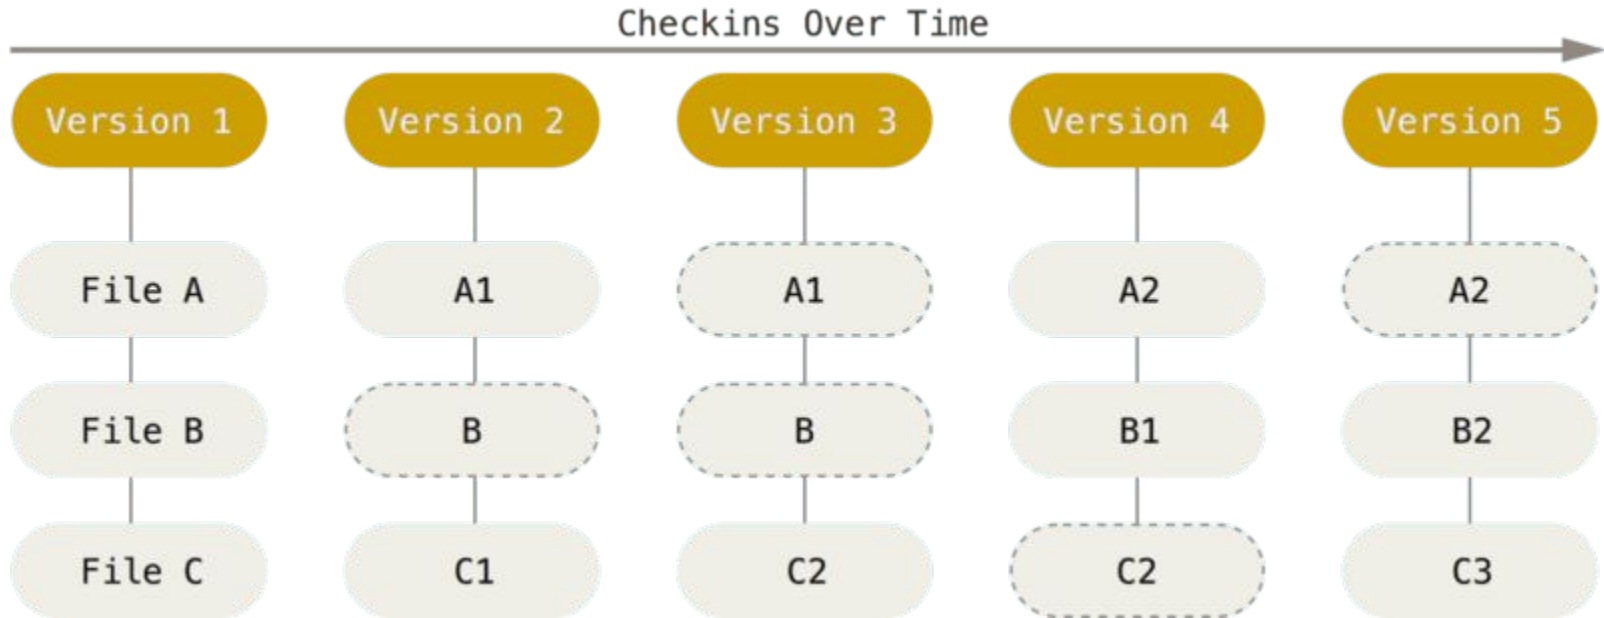 Checkins Over Time
Version 1 Version 2 Version 3 Version 4 Version 5
File A A1 A1 A2 A2
File B B B B1 B2
File C C1 C2 C2 C3